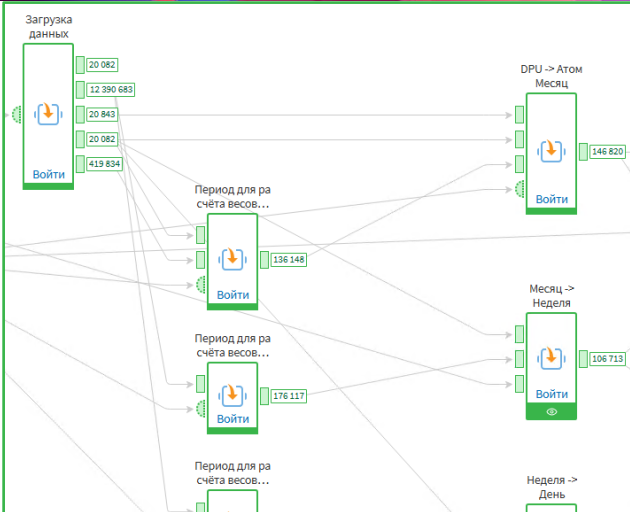 Загрузка
данных
20 082
12 390 683
20 843
20 082
419 834
Войти
DPU -> Атом
Месяц
146 820
Войти
Период для ра
счёта весов...
136 148
Войти
Месяц ->
Неделя
106 713
Войти
Период для ра
счёта весов...
176 117
Войти
Период для ра
счёта весов...
Неделя ->
День